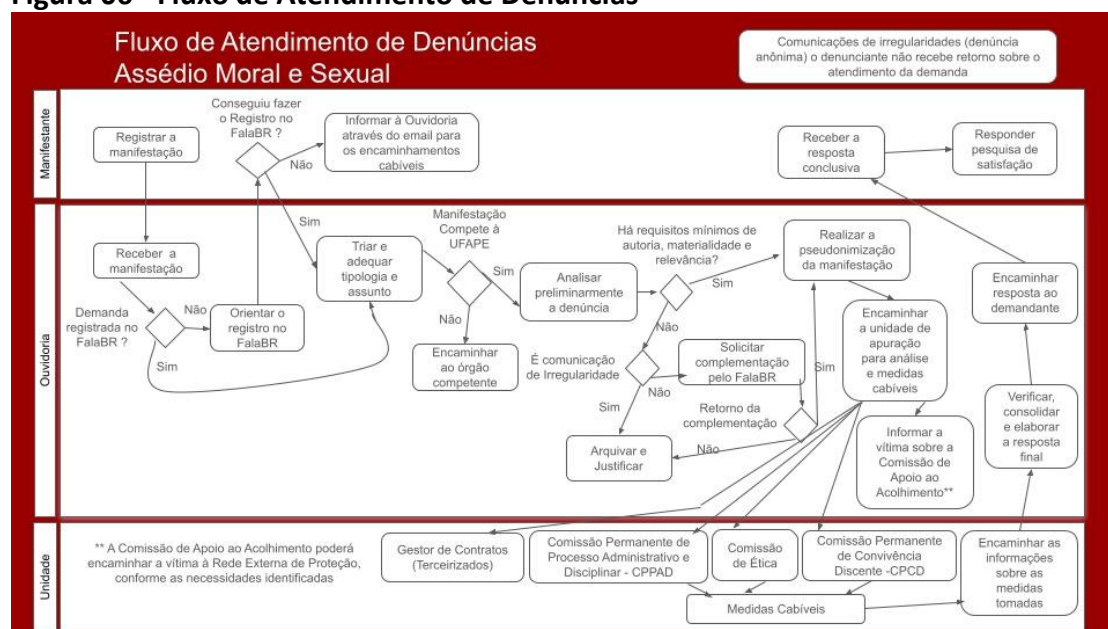 Figura 06 - Fluxo de Atendimento de Denúncias
Fluxo de Atendimento de Denúncias
Assédio Moral e Sexual
Comunicações de irregularidades (denúncia
anônima) o denunciante não recebe retorno sobre o
atendimento da demanda
Manifestante
Registrar a
manifestação
Conseguiu fazer
o Registro no
FalaBR ?
Não
Sim
Informar à Ouvidoria
através do email para
os encaminhamentos
cabíveis
Receber a
resposta
conclusiva
Responder
pesquisa de
satisfação
Ouvidoria
Receber a
manifestação
Demanda
registrada no
FalaBR ?
Não
Sim
Orientar o
registro no
FalaBR
Triar e
adequar
tipologia e
assunto
Manifestação
Compete à
UFAPE
Sim
Não
Encaminhar
ao órgão
competente
Analisar
preliminarmente
a denúncia
Há requisitos mínimos de
autoria, materialidade e
relevância?
Sim
Não
É comunicação
de Irregularidade
Não
Sim
Solicitar
complementação
pelo FalaBR
Retorno da
complementação
Sim
Não
Arquivar e
Justificar
Realizar a
pseudonimização
da manifestação
Encaminhar
a unidade de
apuração
para análise
e medidas
cabíveis
Informar a
vítima sobre a
Comissão de
Apoio ao
Acolhimento**
Encaminhar
resposta ao
demandante
Verificar,
consolidar
e elaborar
a resposta
final
Unidade
** A Comissão de Apoio ao Acolhimento poderá
encaminhar a vítima à Rede Externa de Proteção,
conforme as necessidades identificadas
Gestor de Contratos
(Terceirizados)
Comissão Permanente de
Processo Administrativo e
Disciplinar - CPPAD
Comissão
de Ética
Comissão Permanente
de Convivência
Discente -CPCD
Medidas Cabíveis
Encaminhar as
informações
sobre as
medidas
tomadas